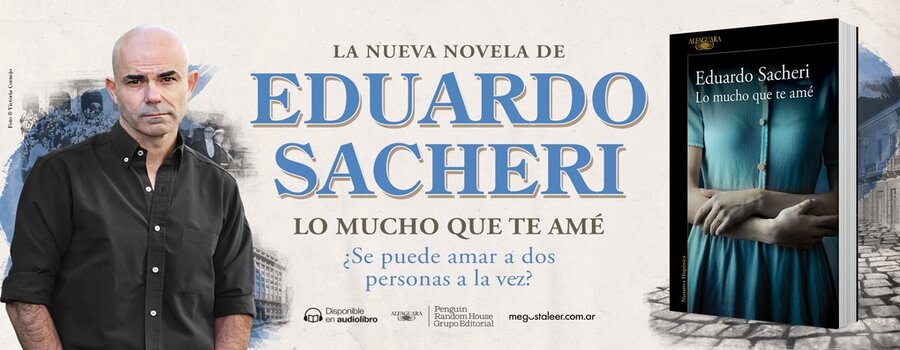 Foto © Victoria Cornejo
LA NUEVA NOVELA DE
EDUARDO
SACHERI
LO MUCHO QUE TE AMÉ
¿Se puede amar a dos
personas a la vez?
Disponible
en audiolibro
ALFAGUARA
Penguin
Random House
Grupo Editorial
megustaleer.com.ar
ALFAGUARA
Eduardo Sacheri
Lo mucho que te amé
Narrativa Hispánica